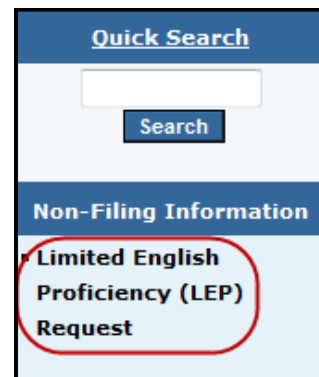 Quick Search
Search
Non-Filing Information
Limited English
Proficiency (LEP)
Request